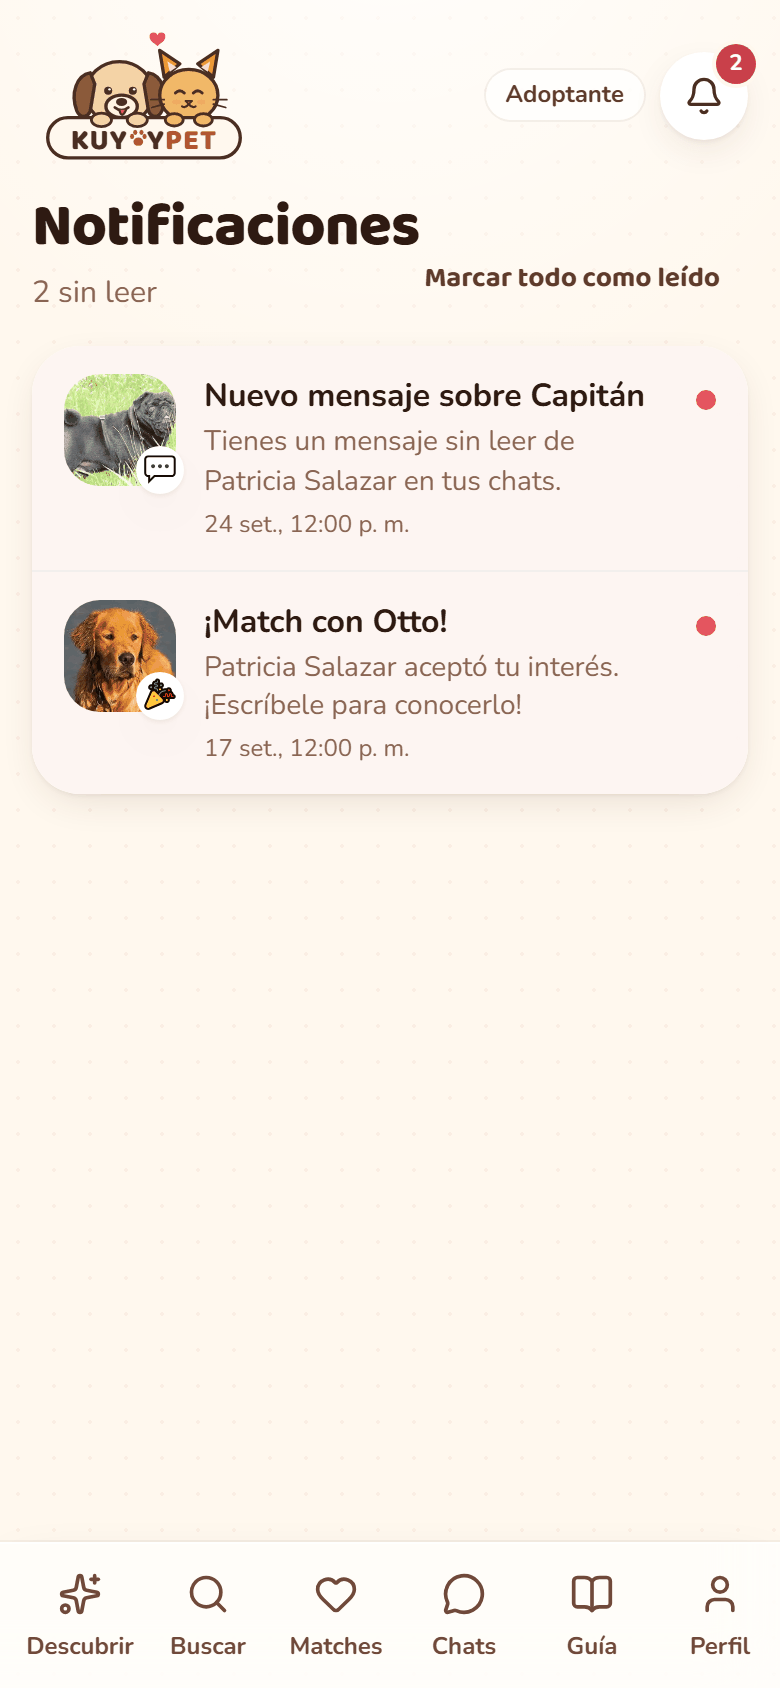 KUYYPET
Adoptante
2
Notificaciones
2 sin leer
Marcar todo como leído
Nuevo mensaje sobre Capitán
Tienes un mensaje sin leer de
Patricia Salazar en tus chats.
24 set., 12:00 p. m.
¡Match con Otto!
Patricia Salazar aceptó tu interés.
¡Escríbele para conocerlo!
17 set., 12:00 p. m.
Descubrir
Buscar
Matches
Chats
Guía
Perfil